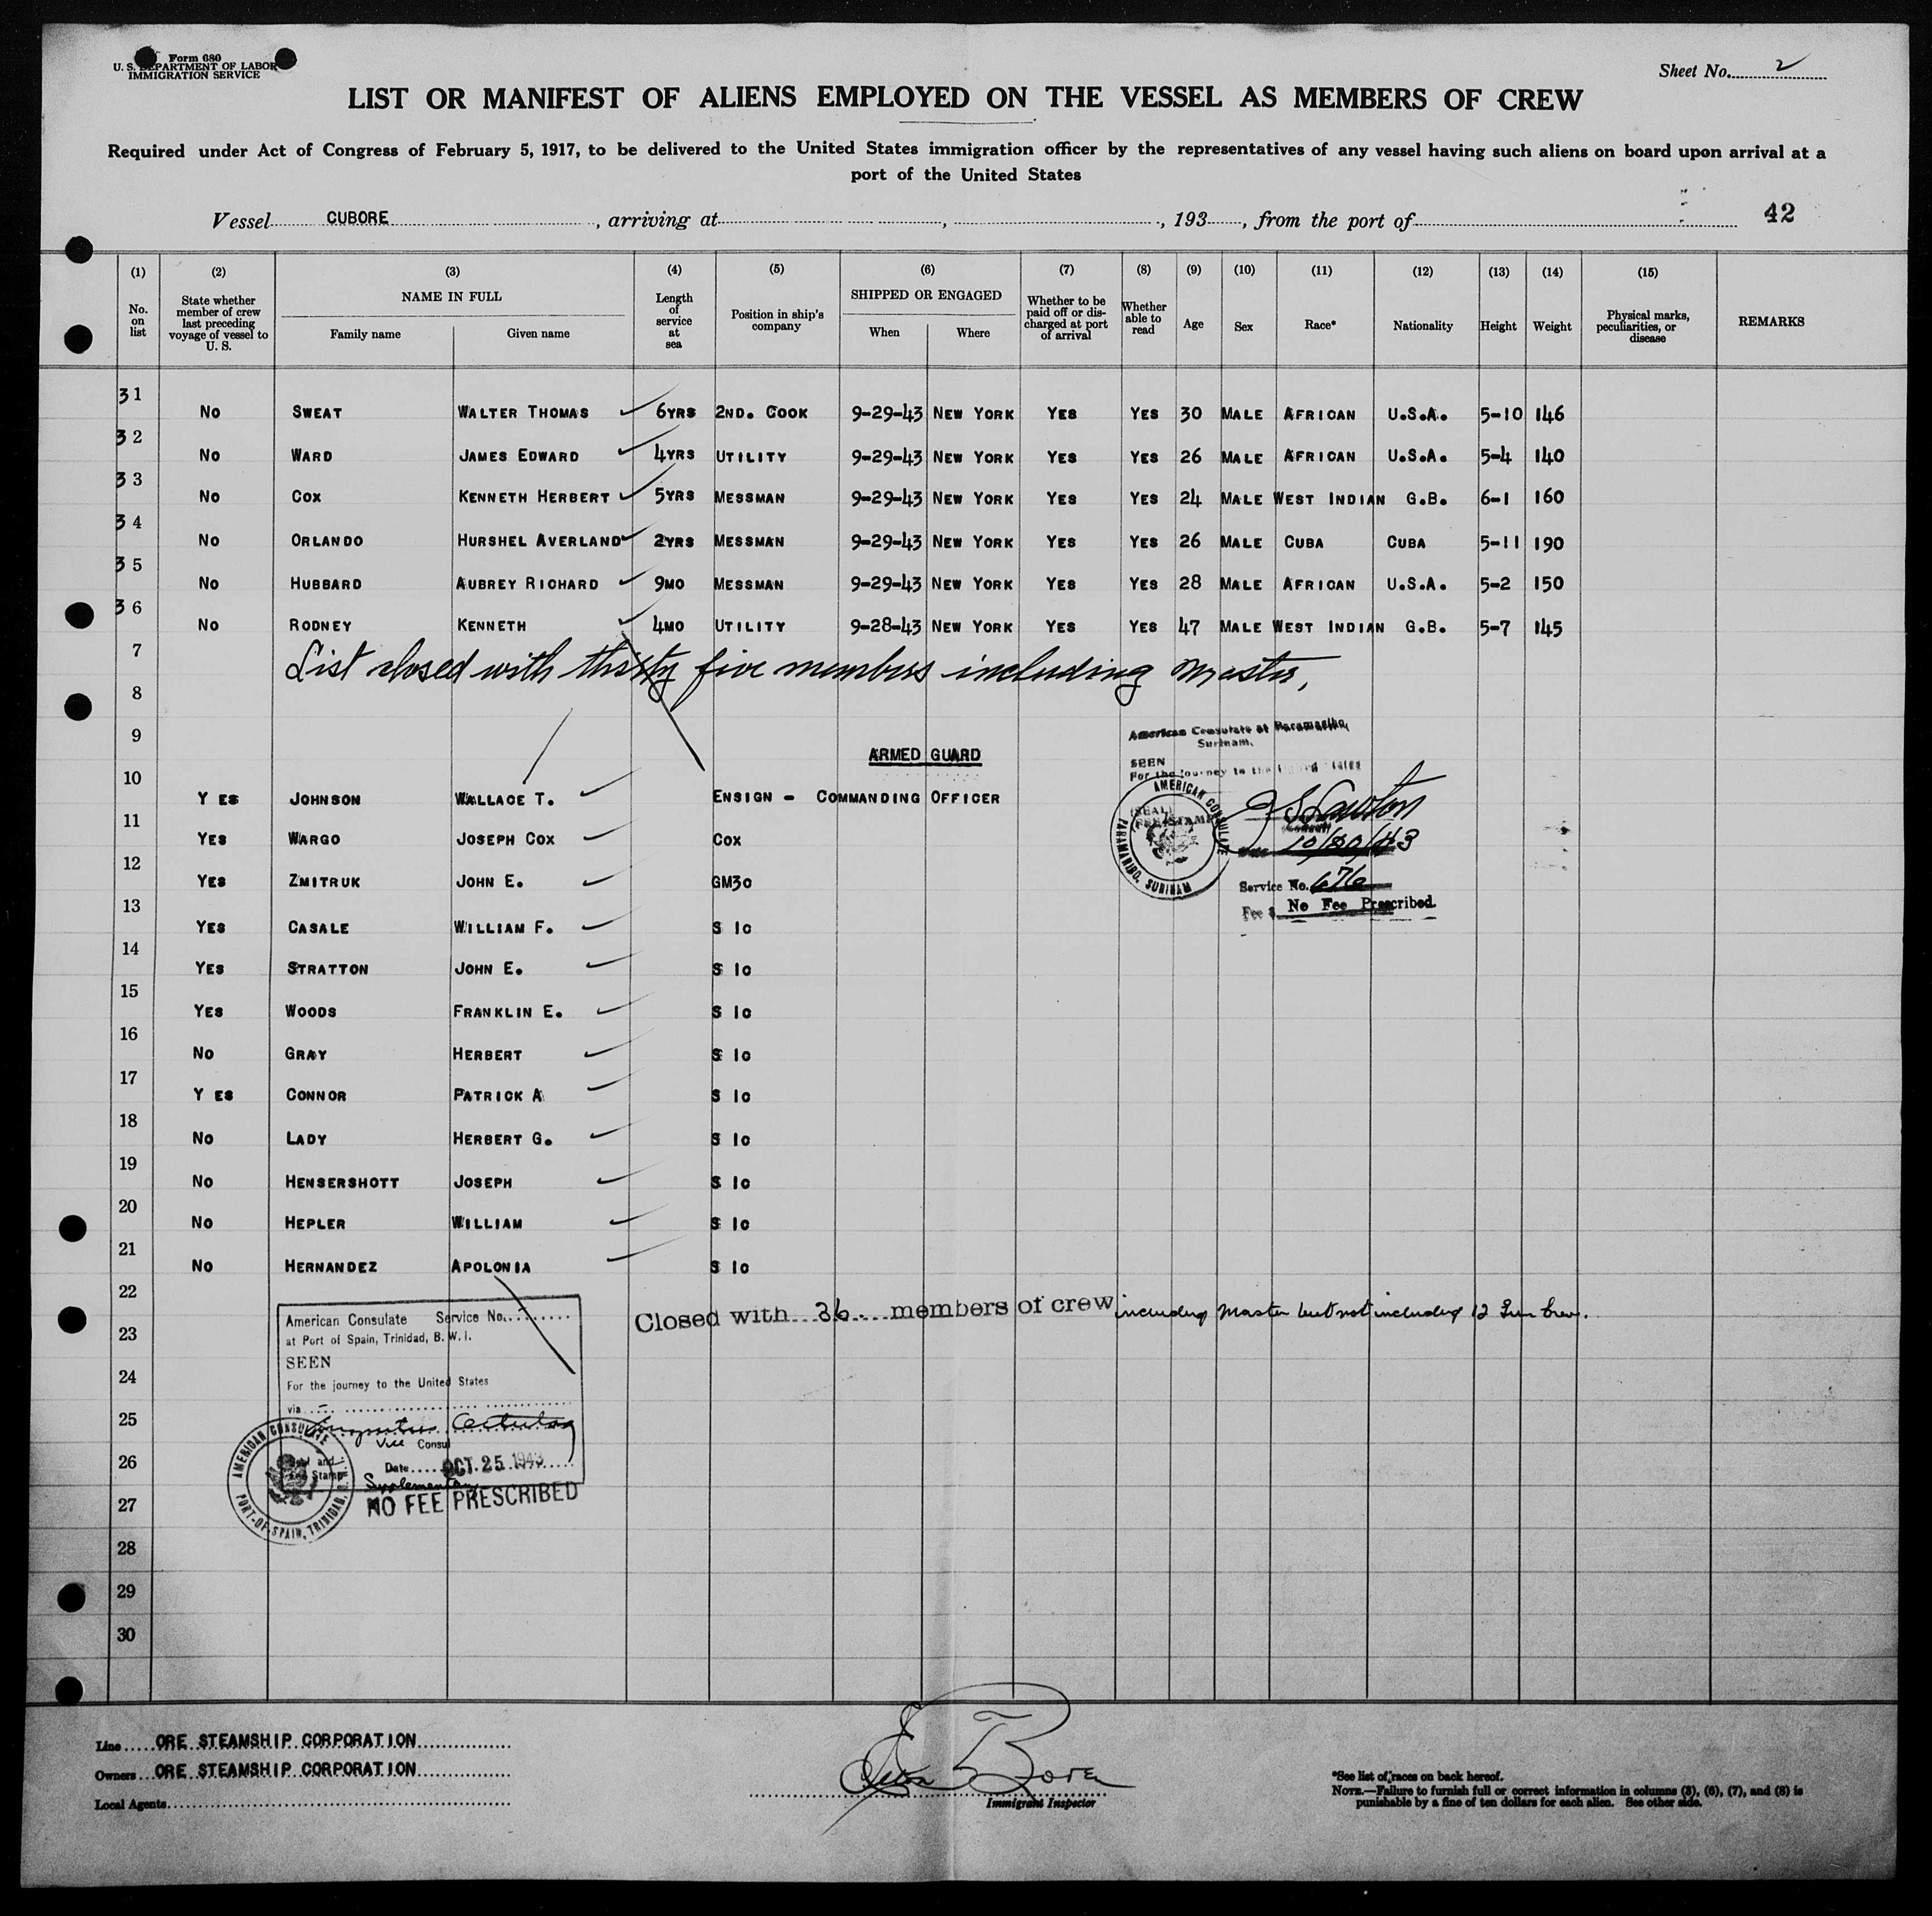 Form 680
U. S. DEPARTMENT OF LABOR
IMMIGRATION SERVICE
Sheet No. 2
LIST OR MANIFEST OF ALIENS EMPLOYED ON THE VESSEL AS MEMBERS OF CREW
Required under Act of Congress of February 5, 1917, to be delivered to the United States immigration officer by the representatives of any vessel having such aliens on board upon arrival at a
port of the United States
Vessel CUBORE, arriving at , , 193 , from the port of 42
(1) (2) (3) (4) (5) (6) (7) (8) (9) (10) (11) (12) (13) (14) (15)
No. on list State whether member of crew last preceding voyage of vessel to U. S. NAME IN FULL Family name Given name Length of service at sea Position in ship's company SHIPPED OR ENGAGED When Where Whether to be paid off or discharged at port of arrival Whether able to read Age Sex Race* Nationality Height Weight Physical marks, peculiarities, or disease REMARKS
31 No SWEAT WALTER THOMAS 6YRS 2ND. COOK 9-29-43 NEW YORK YES YES 30 MALE AFRICAN U.S.A. 5-10 146
32 No WARD JAMES EDWARD 4YRS UTILITY 9-29-43 NEW YORK YES YES 26 MALE AFRICAN U.S.A. 5-4 140
33 No COX KENNETH HERBERT 5YRS MESSMAN 9-29-43 NEW YORK YES YES 24 MALE WEST INDIAN G.B. 6-1 160
34 No ORLANDO HURSHEL AVERLAND 2YRS MESSMAN 9-29-43 NEW YORK YES YES 26 MALE CUBA CUBA 5-11 190
35 No HUBBARD AUBREY RICHARD 9MO MESSMAN 9-29-43 NEW YORK YES YES 28 MALE AFRICAN U.S.A. 5-2 150
36 No RODNEY KENNETH 4MO UTILITY 9-28-43 NEW YORK YES YES 47 MALE WEST INDIAN G.B. 5-7 145
7 List closed with thirty five members including master,
8
9 ARMED GUARD
American Consulate at Paramaribo,
Surinam.
SEEN
For the journey to the United States
10 Y ES JOHNSON WALLACE T. ENSIGN - COMMANDING OFFICER
AMERICAN CONSULATE PARAMARIBO, SURINAM
(SEAL)
FEE STAMP
10/20/43
11 YES WARGO JOSEPH COX COX
12 YES ZMITRUK JOHN E. GM3C
Service No. 676
Fee $ No Fee Prescribed.
13 YES CASALE WILLIAM F. S 1C
14 YES STRATTON JOHN E. S 1C
15 YES WOODS FRANKLIN E. S 1C
16 No GRAY HERBERT S 1C
17 Y ES CONNOR PATRICK A S 1C
18 No LADY HERBERT G. S 1C
19 No HENSERSHOTT JOSEPH S 1C
20 No HEPLER WILLIAM S 1C
21 No HERNANDEZ APOLONIA S 1C
22
Closed with 36 members of crew including master but not including 12 Gun Crew.
American Consulate Service No.
at Port of Spain, Trinidad, B. W. I.
23
SEEN
24 For the journey to the United States
via
25
Vice Consul
26 Date OCT. 25 1943
Seal and
Fee Stamp
Supplementary
27 NO FEE PRESCRIBED
AMERICAN CONSULATE PORT-OF-SPAIN, TRINIDAD,
28
29
30
Line ORE STEAMSHIP CORPORATION
Owners ORE STEAMSHIP CORPORATION
Local Agents
Immigrant Inspector
*See list of races on back hereof.
NOTE.—Failure to furnish full or correct information in columns (3), (6), (7), and (8) is
punishable by a fine of ten dollars for each alien. See other side.